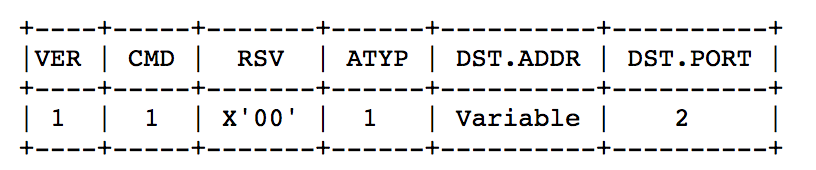 +----+-----+-------+------+----------+----------+
|VER | CMD |  RSV  | ATYP | DST.ADDR | DST.PORT |
+----+-----+-------+------+----------+----------+
| 1  |  1  | X'00' |  1   | Variable |    2     |
+----+-----+-------+------+----------+----------+